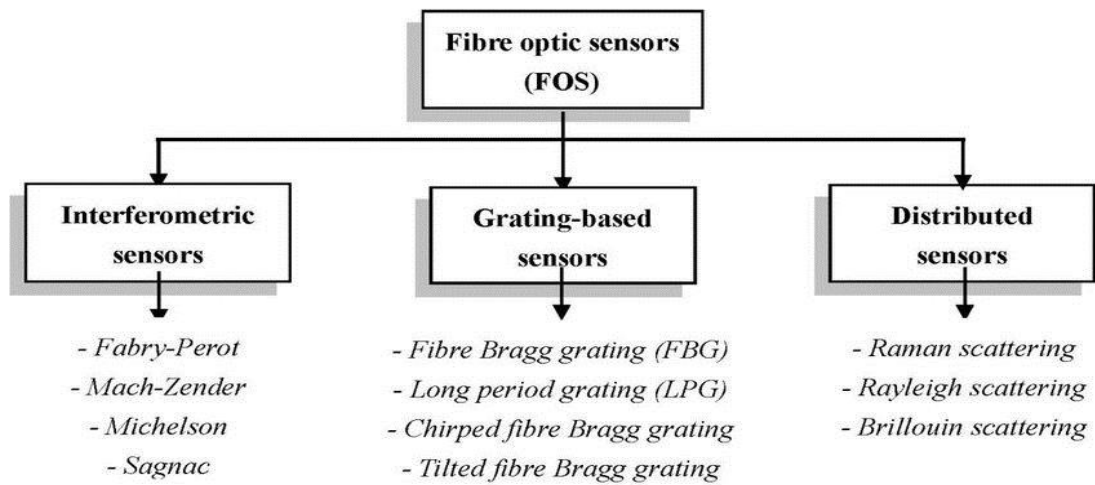 Fibre optic sensors
(FOS)
Interferometric
sensors
- Fabry-Perot
- Mach-Zender
- Michelson
- Sagnac
Grating-based
sensors
- Fibre Bragg grating (FBG)
- Long period grating (LPG)
- Chirped fibre Bragg grating
- Tilted fibre Bragg grating
Distributed
sensors
- Raman scattering
- Rayleigh scattering
- Brillouin scattering